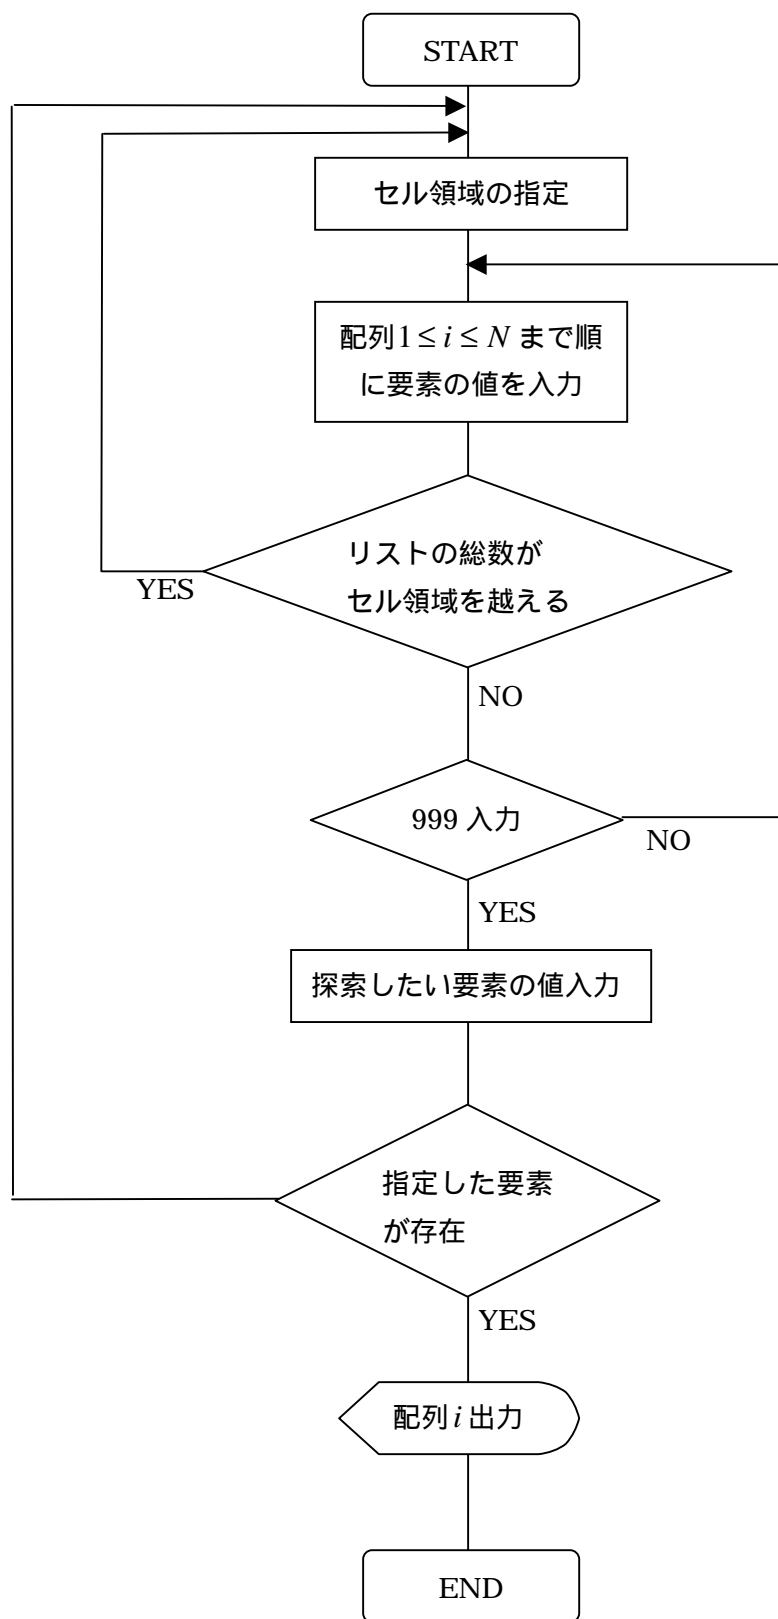 START
セル領域の指定
配列1 ≤ i ≤ N まで順
に要素の値を入力
リストの総数が
セル領域を越える
YES
NO
999 入力
NO
YES
探索したい要素の値入力
指定した要素
が存在
YES
配列 i 出力
END